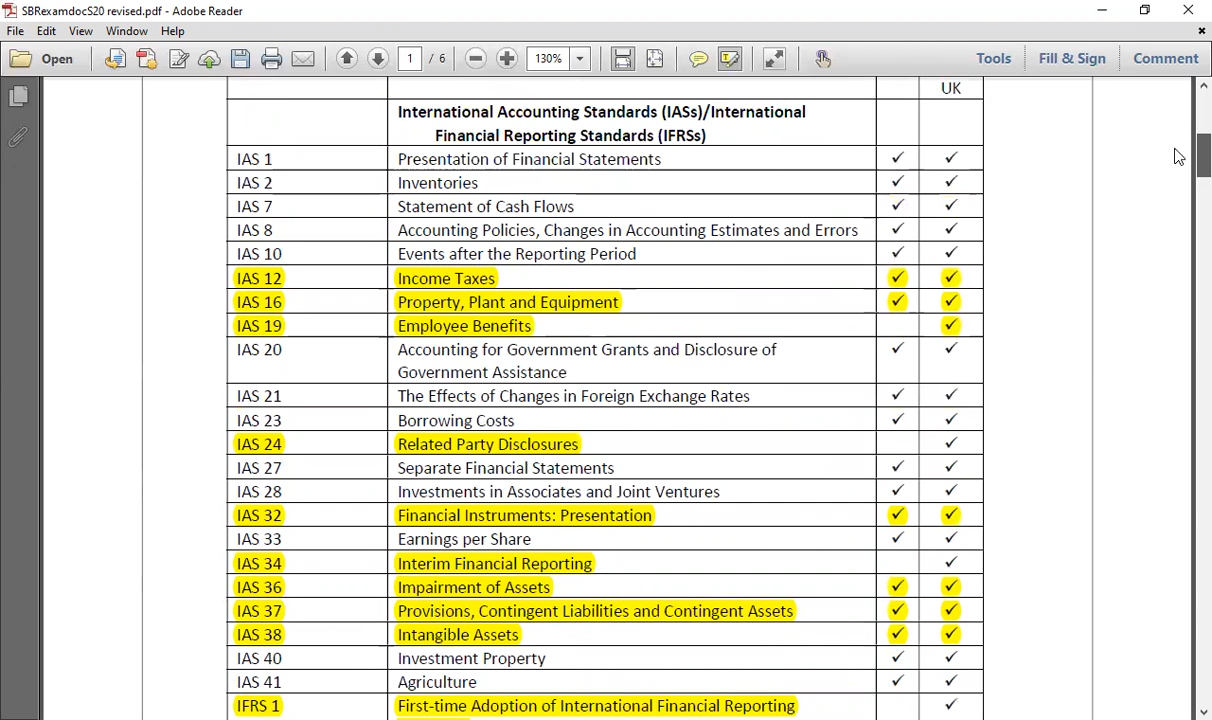 SBRexamdocS20 revised.pdf - Adobe Reader
File Edit View Window Help
Open 1 / 6 130% Tools Fill & Sign Comment
UK
International Accounting Standards (IASs)/International
Financial Reporting Standards (IFRSs)
IAS 1 Presentation of Financial Statements ✓ ✓
IAS 2 Inventories ✓ ✓
IAS 7 Statement of Cash Flows ✓ ✓
IAS 8 Accounting Policies, Changes in Accounting Estimates and Errors ✓ ✓
IAS 10 Events after the Reporting Period ✓ ✓
IAS 12 Income Taxes ✓ ✓
IAS 16 Property, Plant and Equipment ✓ ✓
IAS 19 Employee Benefits ✓
IAS 20 Accounting for Government Grants and Disclosure of ✓ ✓
Government Assistance
IAS 21 The Effects of Changes in Foreign Exchange Rates ✓ ✓
IAS 23 Borrowing Costs ✓ ✓
IAS 24 Related Party Disclosures ✓
IAS 27 Separate Financial Statements ✓ ✓
IAS 28 Investments in Associates and Joint Ventures ✓ ✓
IAS 32 Financial Instruments: Presentation ✓ ✓
IAS 33 Earnings per Share ✓ ✓
IAS 34 Interim Financial Reporting ✓
IAS 36 Impairment of Assets ✓ ✓
IAS 37 Provisions, Contingent Liabilities and Contingent Assets ✓ ✓
IAS 38 Intangible Assets ✓ ✓
IAS 40 Investment Property ✓ ✓
IAS 41 Agriculture ✓ ✓
IFRS 1 First-time Adoption of International Financial Reporting ✓